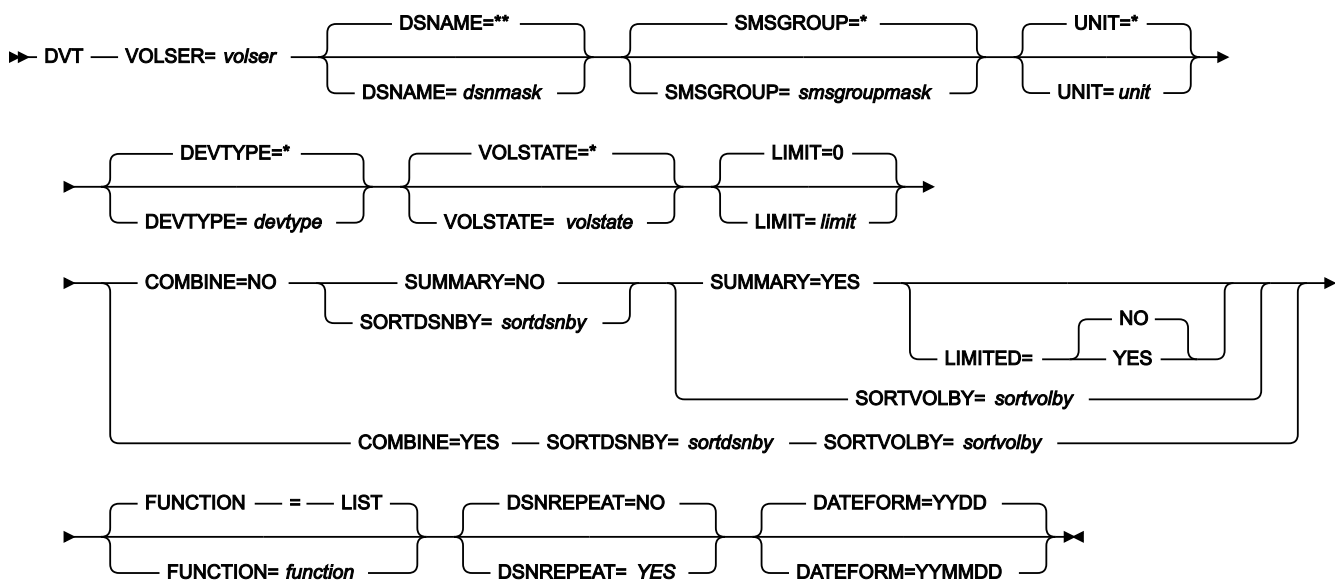 DSNAME=** SMSGROUP=* UNIT=*
DVT VOLSER= volser
DSNAME= dsnmask SMSGROUP= smsgroupmask UNIT= unit
DEVTYPE=* VOLSTATE=* LIMIT=0
DEVTYPE= devtype VOLSTATE= volstate LIMIT= limit
COMBINE=NO SUMMARY=NO SUMMARY=YES
SORTDSNBY= sortdsnby NO
LIMITED= YES
SORTVOLBY= sortvolby
COMBINE=YES SORTDSNBY= sortdsnby SORTVOLBY= sortvolby
FUNCTION = LIST DSNREPEAT=NO DATEFORM=YYDD
FUNCTION= function DSNREPEAT= YES DATEFORM=YYMMDD